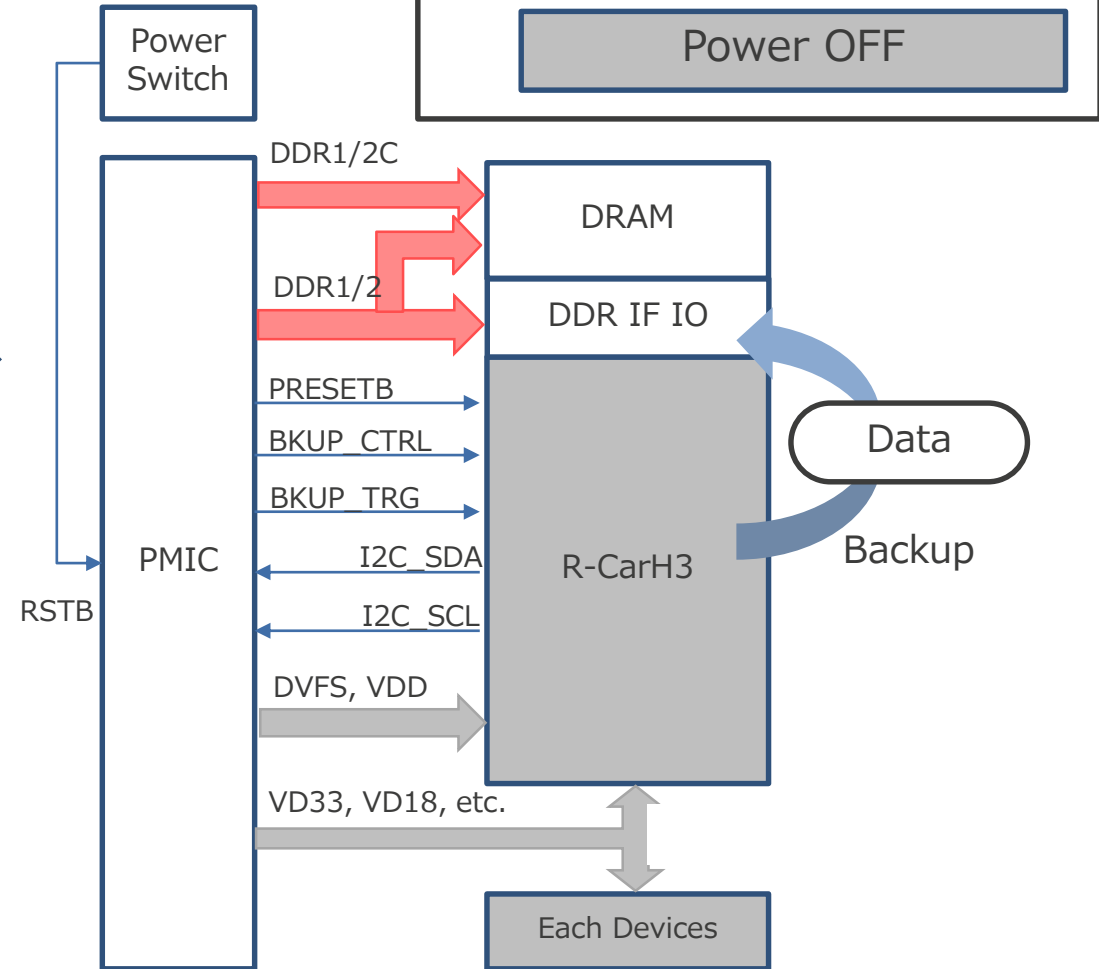 Power
Switch
Power OFF
DDR1/2C
DRAM
DDR1/2
DDR IF IO
PRESETB
BKUP_CTRL
Data
BKUP_TRG
PMIC
I2C_SDA
R-CarH3
Backup
RSTB
I2C_SCL
DVFS, VDD
VD33, VD18, etc.
Each Devices